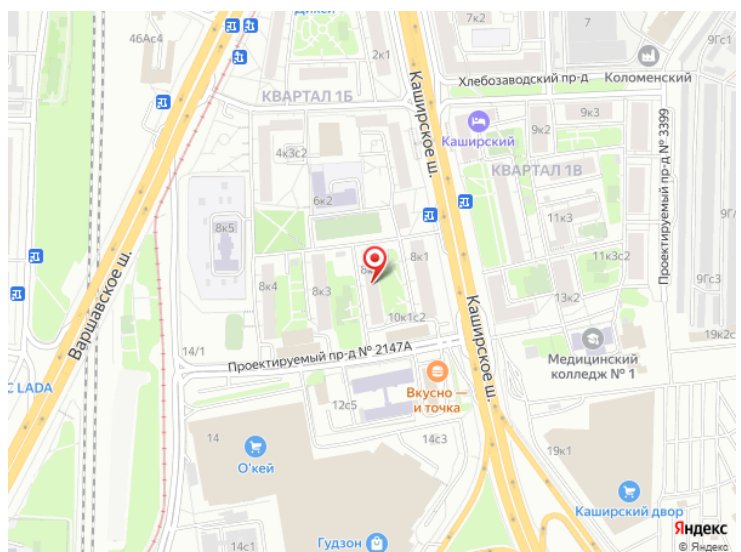 Дикси
7к2
7
9Гс1
46Ас4
2к1
Хлебозаводский пр-д
Коломенский
КВАРТАЛ 1Б
Каширское ш.
9к3
9к2
Каширский
4к3с2
КВАРТАЛ 1В
Проектируемый пр-д № 3399
6к2
11к3
8к5
8к1
11к3с2
9Гс3
8к4
8к3
13к2
Варшавское ш.
10к1с2
Каширское ш.
14/1
Проектируемый пр-д № 2147А
19к2с
Медицинский
колледж № 1
С LADA
Вкусно —
и точка
12с5
14
14с3
О'кей
19к1
Каширский двор
14с1
Гудзон
Яндекс
© Яндекс